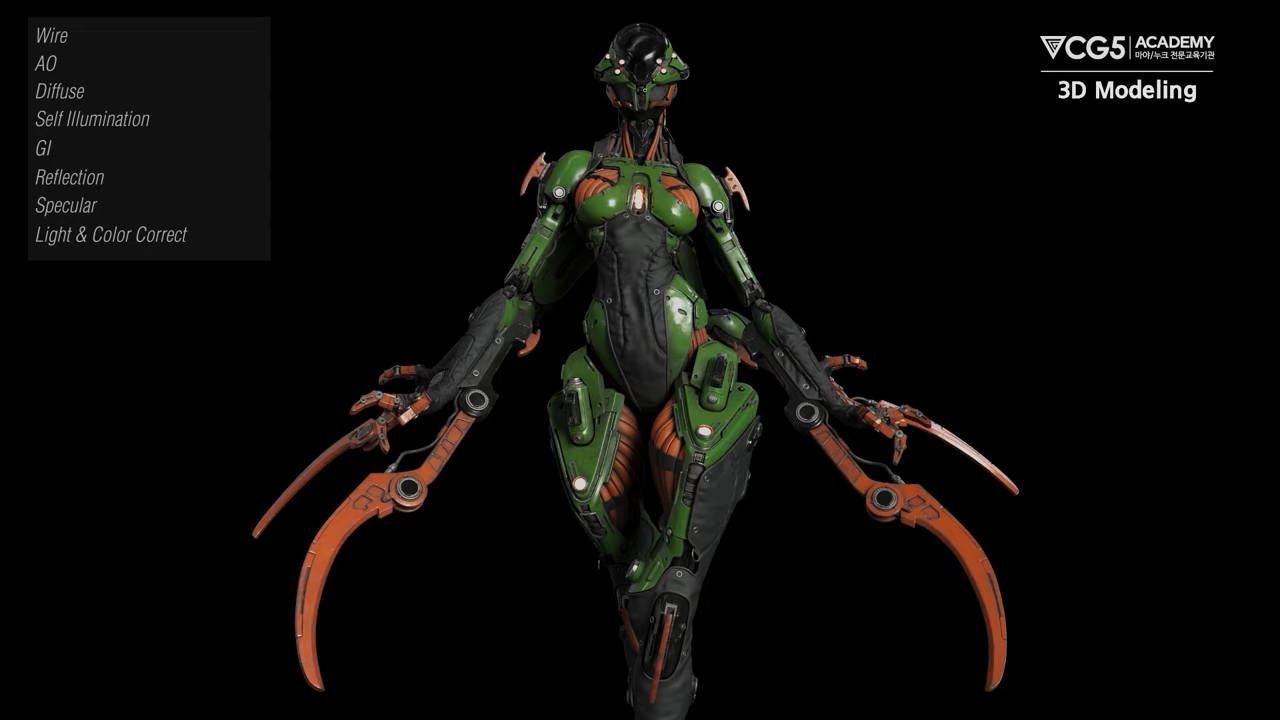 Wire
AO
Diffuse
Self Illumination
GI
Reflection
Specular
Light & Color Correct
CG5 ACADEMY
마야/누크 전문교육기관
3D Modeling